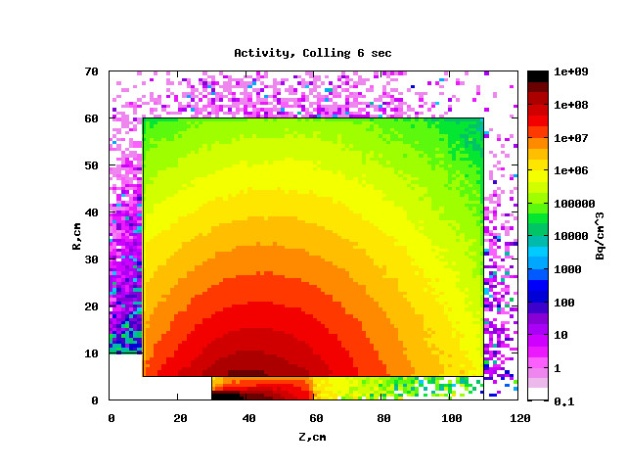 Activity, Colling 6 sec
70
60
50
40
30
20
10
0
R,cm
0 20 40 60 80 100 120
Z,cm
1e+09
1e+08
1e+07
1e+06
100000
10000
1000
100
10
1
0.1
Bq/cm^3